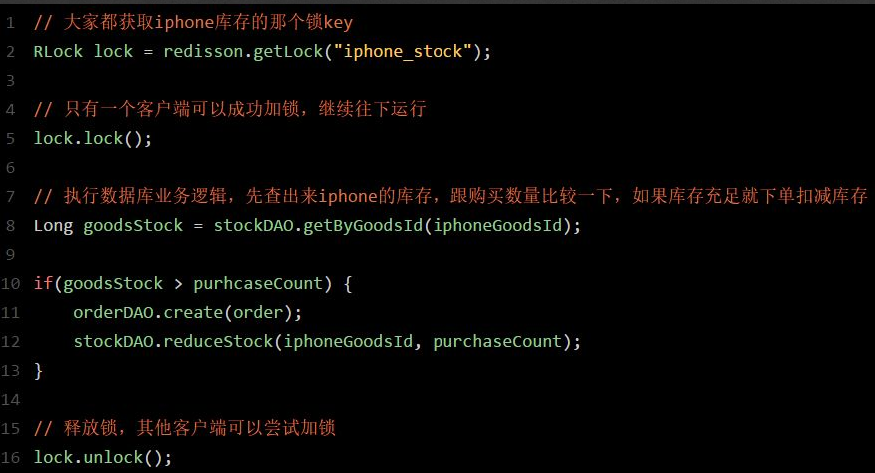 1 // 大家都获取iphone库存的那个锁key
2 RLock lock = redisson.getLock("iphone_stock");
3
4 // 只有一个客户端可以成功加锁，继续往下运行
5 lock.lock();
6
7 // 执行数据库业务逻辑，先查出来iphone的库存，跟购买数量比较一下，如果库存充足就下单扣减库存
8 Long goodsStock = stockDAO.getByGoodsId(iphoneGoodsId);
9
10 if(goodsStock > purhcaseCount) {
11     orderDAO.create(order);
12     stockDAO.reduceStock(iphoneGoodsId, purchaseCount);
13 }
14
15 // 释放锁，其他客户端可以尝试加锁
16 lock.unlock();